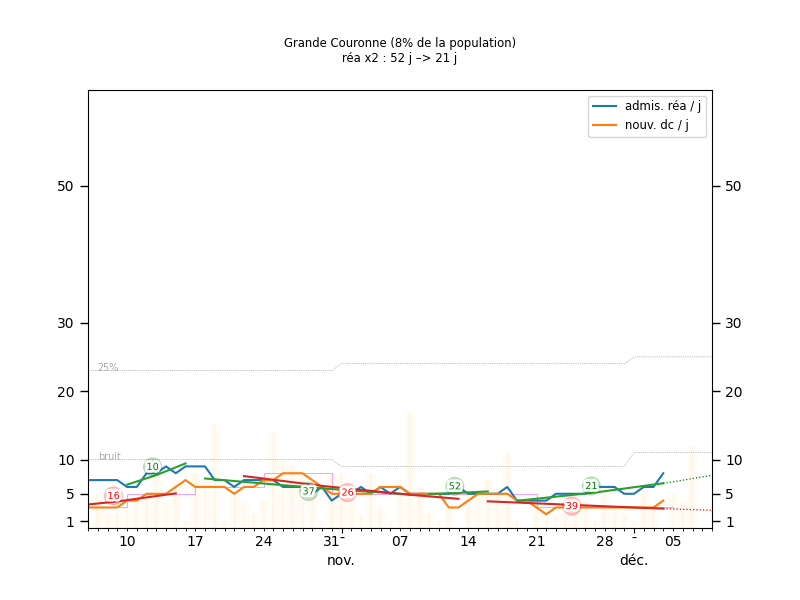 Grande Couronne (8% de la population)
réa x2 : 52 j –> 21 j
admis. réa / j
nouv. dc / j
50 50
30 30
25%
20 20
bruit
10 10
10 52 21
16 37 26 39
5 5
1 1
10 17 24 31 07 14 21 28 05
nov. déc.